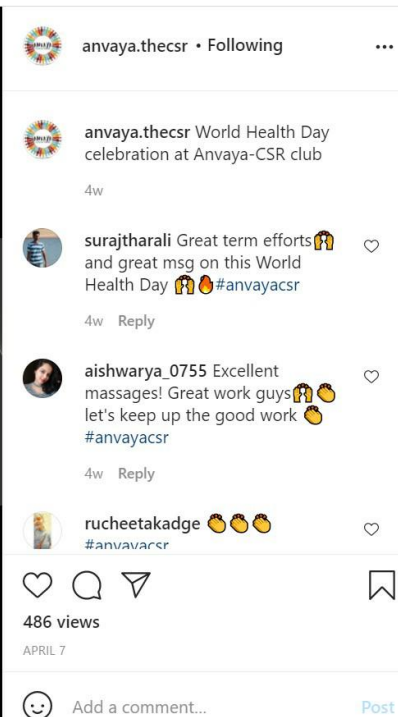 anvaya.thecsr • Following
anvaya.thecsr World Health Day
celebration at Anvaya-CSR club
4w
surajtharali Great term efforts🙌
and great msg on this World
Health Day 🙌🔥#anvayacsr
4w Reply
aishwarya_0755 Excellent
massages! Great work guys🙌👏
let's keep up the good work 👏
#anvayacsr
4w Reply
rucheetakadge 👏👏👏
#anvayacsr
486 views
APRIL 7
Add a comment...
Post